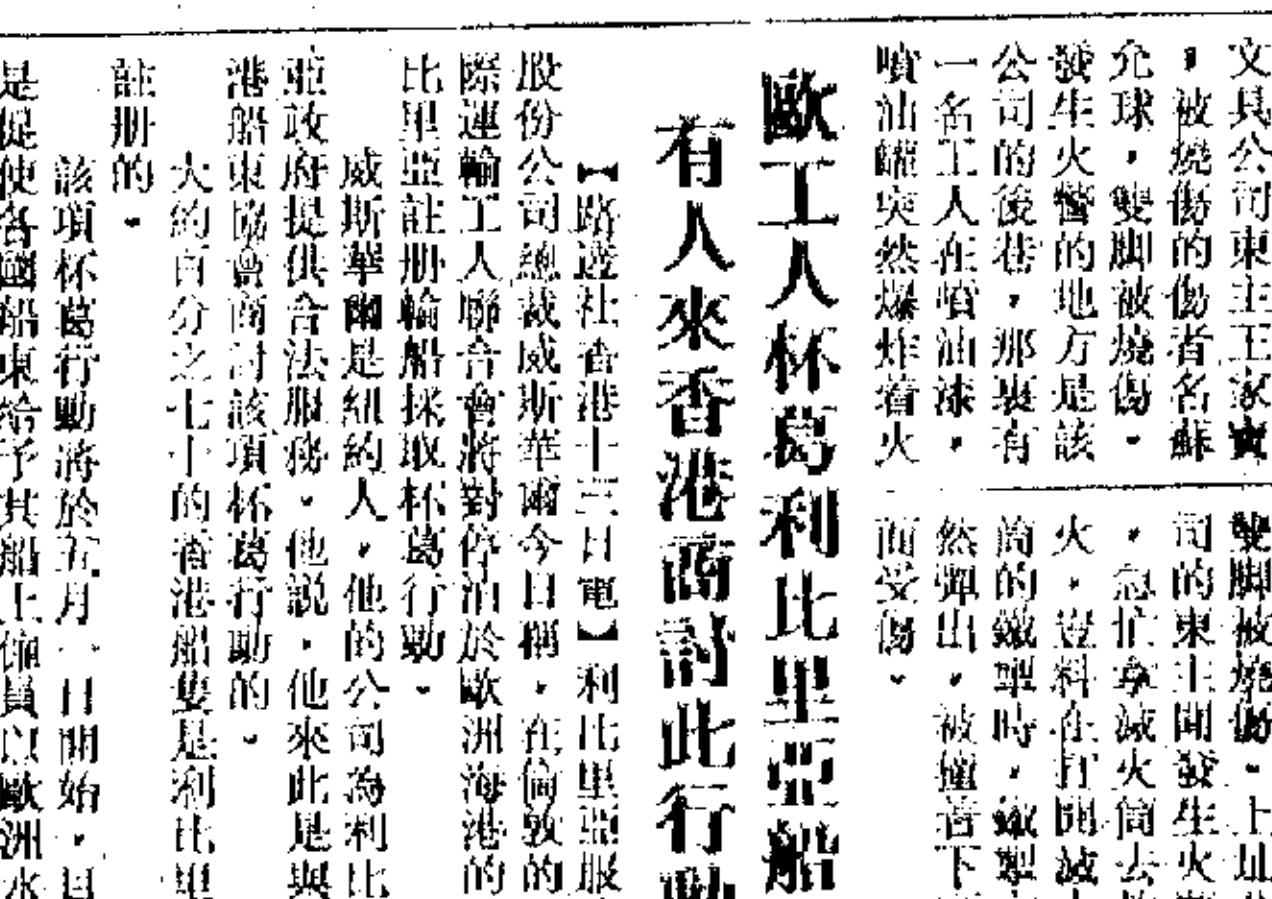 文具公司東主王家寶
，被燒傷的傷者名蘇
允球，雙脚被燒傷。
發生火警的地方是該
公司的後巷，那裏有
一名工人在噴油漆，
噴油罐突然爆炸着火
雙脚被燒傷。上址
司的東主聞發生火
，急忙拿滅火筒去
火，豈料在打開滅
筒的鐵罩時，鐵罩
然彈出，被撞着下
而受傷。
歐工人杯葛利比里亞船
有人來香港商討此行動
【路透社香港十三日電】利比里亞服
股份公司總裁威斯華爾今日稱，在倫敦的
際運輸工人聯合會將對停泊於歐洲海港的
比里亞註册輪船採取杯葛行動。
威斯華爾是紐約人，他的公司為利比
亞政府提供合法服務。他説，他來此是與
港船東協會商討該項杯葛行動的。
大約百分之七十的香港船隻是利比里
註册的。
該項杯葛行動將於五月一日開始，目
是促使各國船東給予其船上僱員以歐洲水